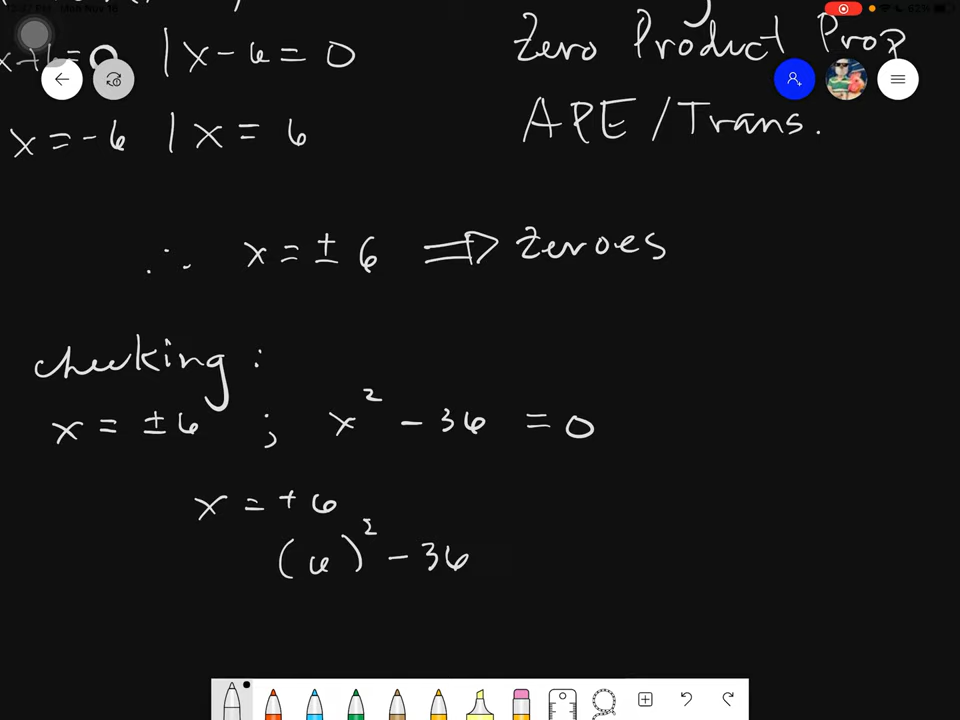 x+6=0 | x-6=0 Zero Product Prop
x=-6 | x=6 APE/Trans.
∴ x=±6 ⟹ zeroes
checking:
x=±6 ; x²-36=0
x=+6
(6)²-36